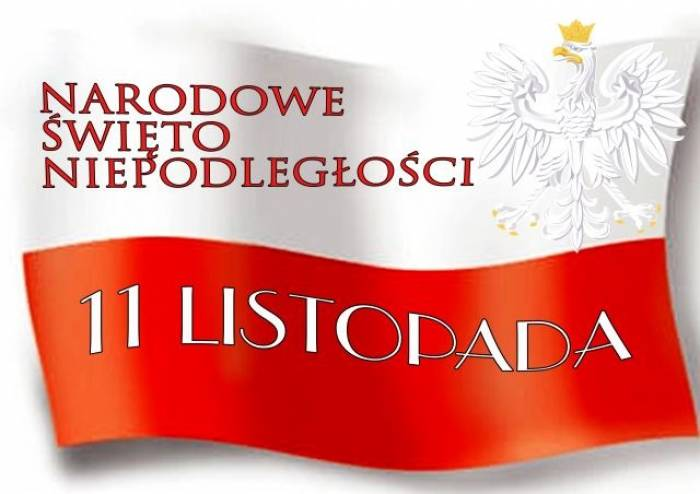 NARODOWE
ŚWIĘTO
NIEPODLEGŁOŚCI
11 LISTOPADA